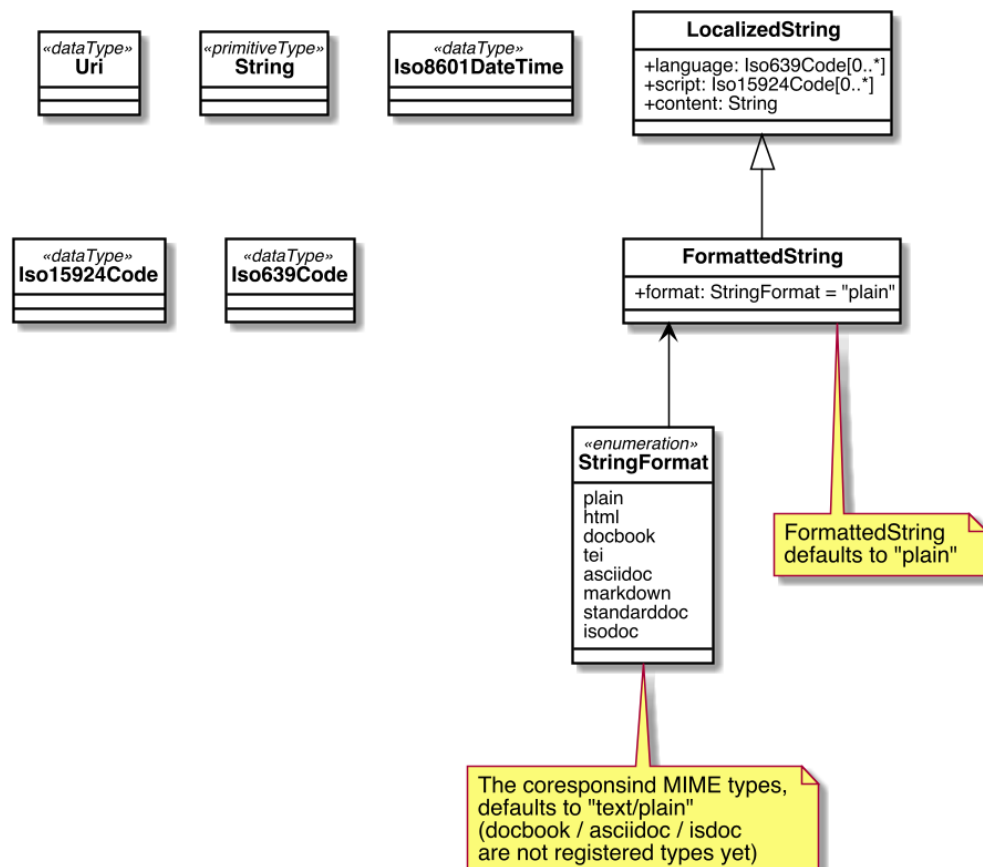 «dataType»
Uri
«primitiveType»
String
«dataType»
Iso8601DateTime
LocalizedString
+language: Iso639Code[0..*]
+script: Iso15924Code[0..*]
+content: String
«dataType»
Iso15924Code
«dataType»
Iso639Code
FormattedString
+format: StringFormat = "plain"
«enumeration»
StringFormat
plain
html
docbook
tei
asciidoc
markdown
standarddoc
isodoc
FormattedString
defaults to "plain"
The coresponsind MIME types,
defaults to "text/plain"
(docbook / asciidoc / isdoc
are not registered types yet)